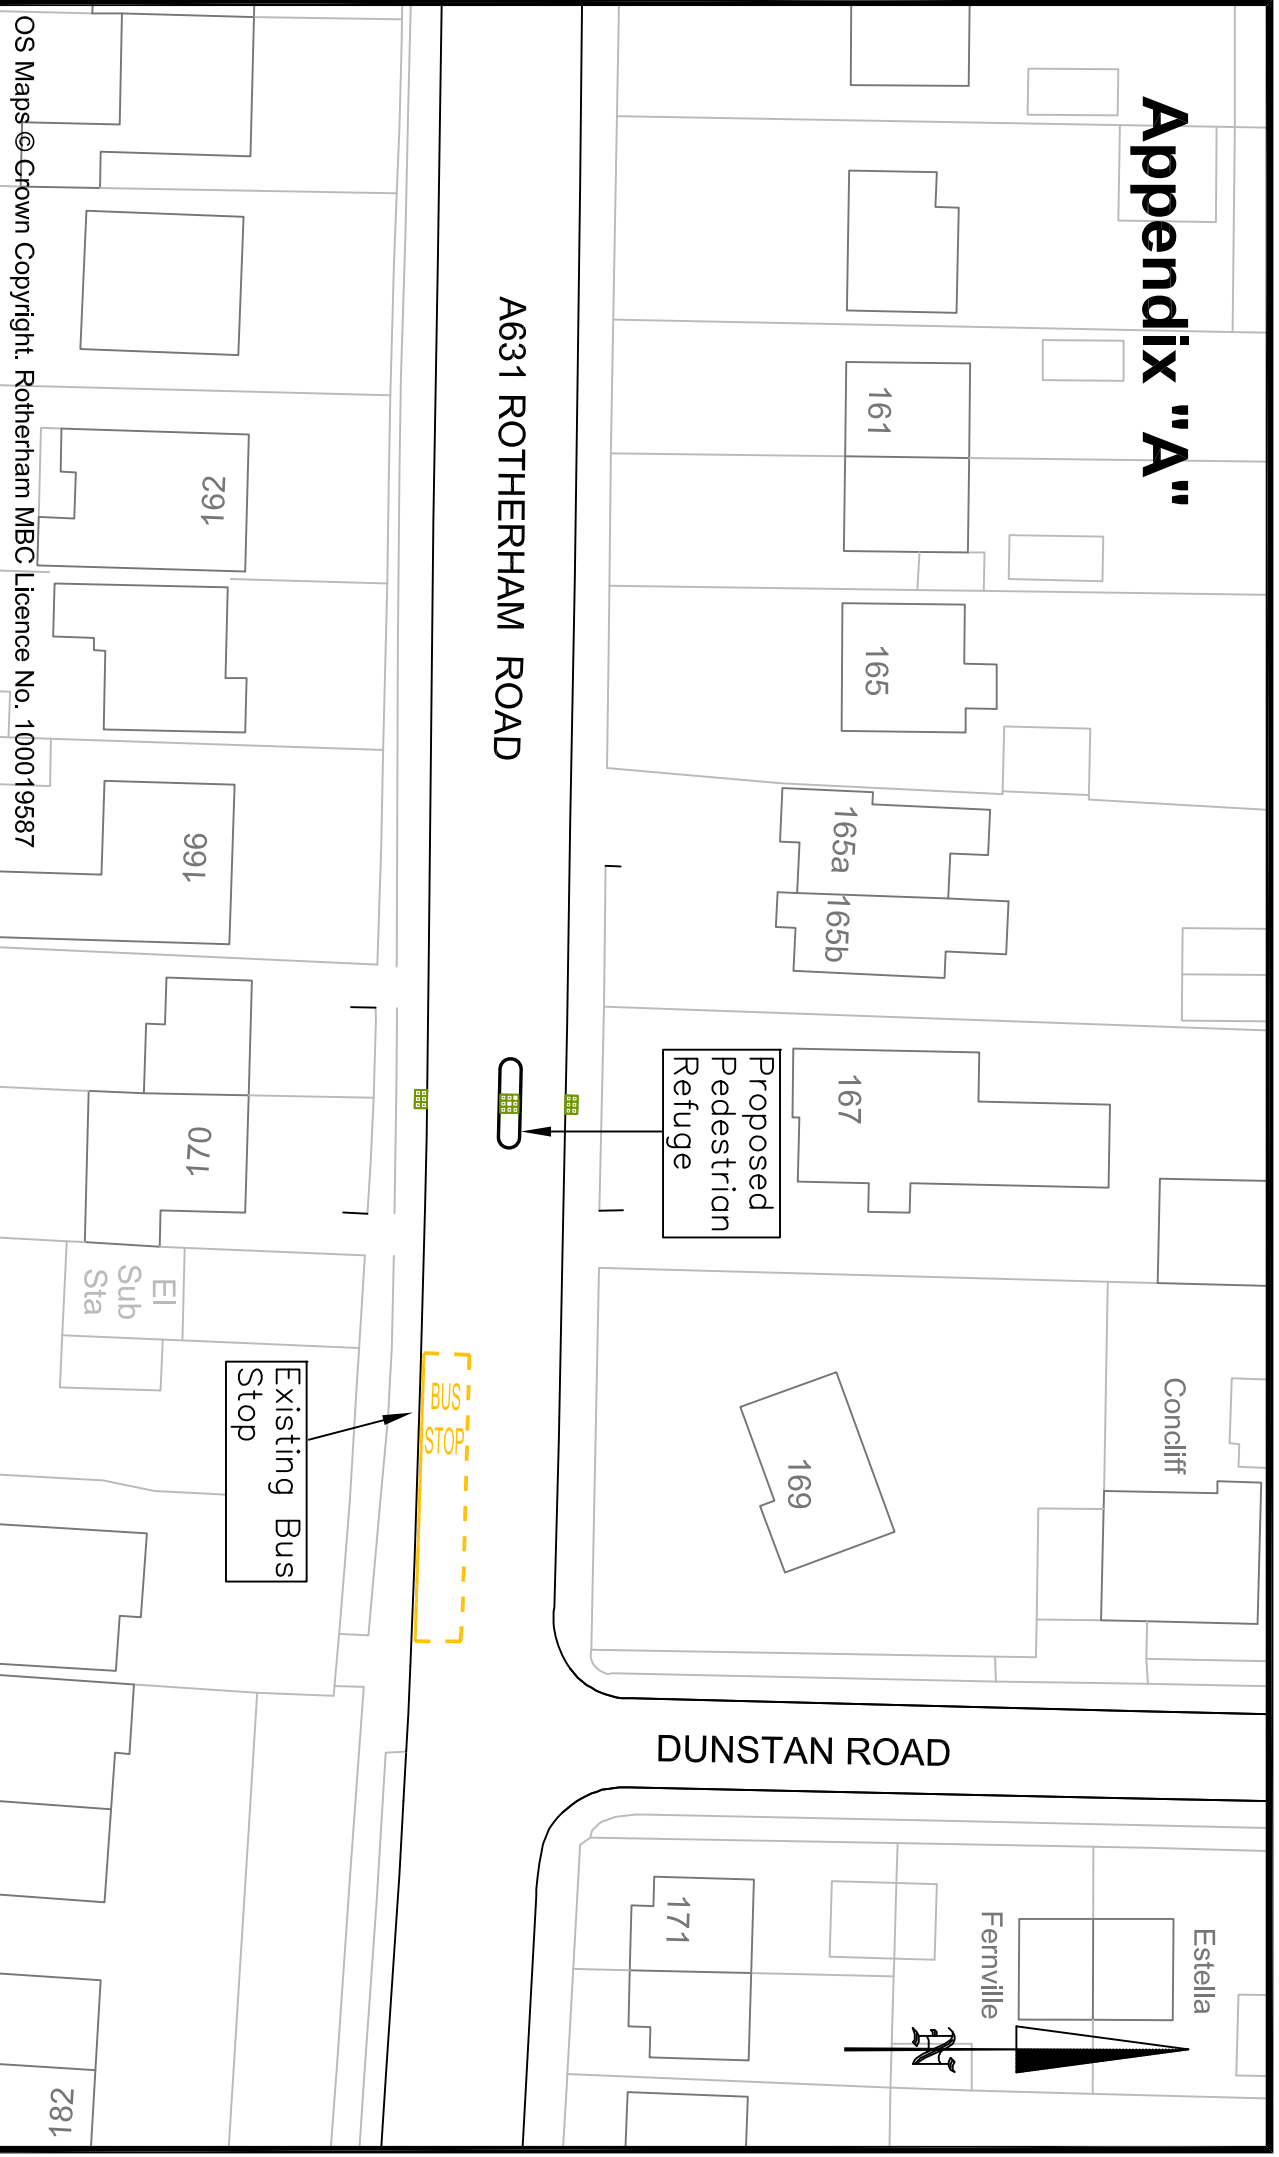 Appendix "A"
161
165
165a
165b
167
Concliff
169
Estella
Fernville
171
Proposed
Pedestrian
Refuge
DUNSTAN ROAD
A631 ROTHERHAM ROAD
BUS
STOP
Existing Bus
Stop
162
166
170
El
Sub
Sta
182
N
OS Maps © Crown Copyright. Rotherham MBC Licence No. 100019587